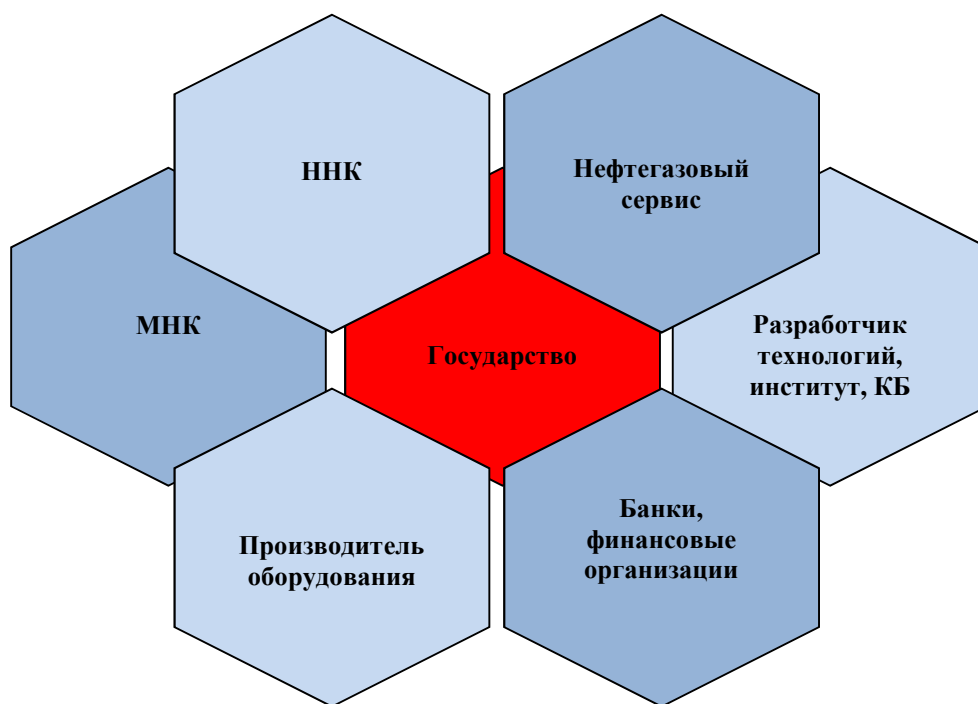 ННК
Нефтегазовый
сервис
МНК
Государство
Разработчик
технологий,
институт, КБ
Производитель
оборудования
Банки,
финансовые
организации